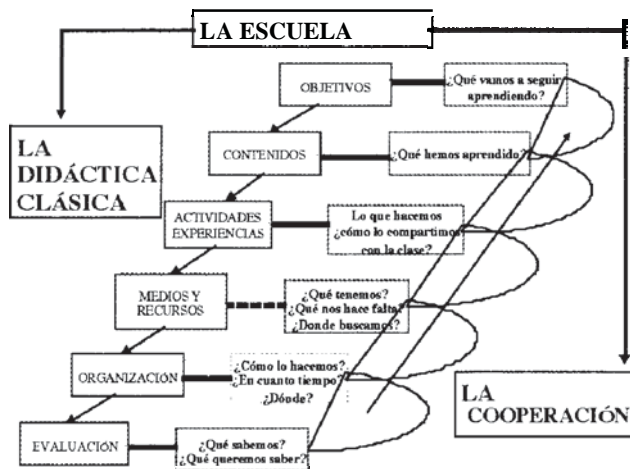 LA ESCUELA
OBJETIVOS
¿Qué vamos a seguir
aprendiendo?
LA
DIDÁCTICA
CLÁSICA
CONTENIDOS
¿Qué hemos aprendido?
ACTIVIDADES
EXPERIENCIAS
Lo que hacemos
¿cómo lo compartimos
con la clase?
MEDIOS Y
RECURSOS
¿Qué tenemos?
¿Qué nos hace falta?
¿Donde buscamos?
ORGANIZACIÓN
¿Cómo lo hacemos?
¿En cuanto tiempo?
¿Dónde?
LA
COOPERACIÓN
EVALUACIÓN
¿Qué sabemos?
¿Qué queremos saber?